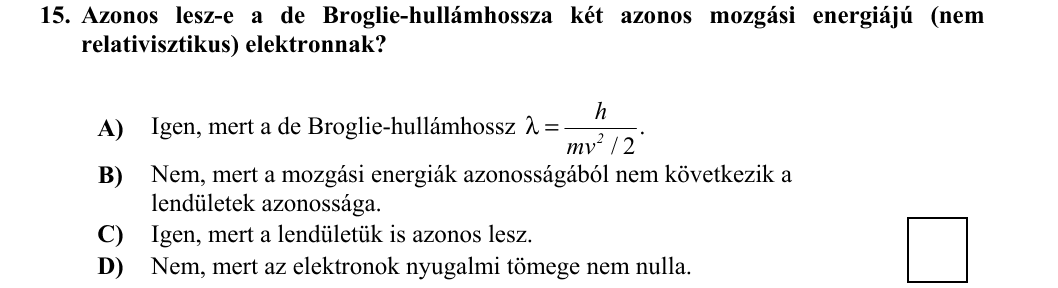 15. Azonos lesz-e a de Broglie-hullámhossza két azonos mozgási energiájú (nem
relativisztikus) elektronnak?
A) Igen, mert a de Broglie-hullámhossz λ = h / (mv² / 2).
B) Nem, mert a mozgási energiák azonosságából nem következik a
lendületek azonossága.
C) Igen, mert a lendületük is azonos lesz.
D) Nem, mert az elektronok nyugalmi tömege nem nulla.